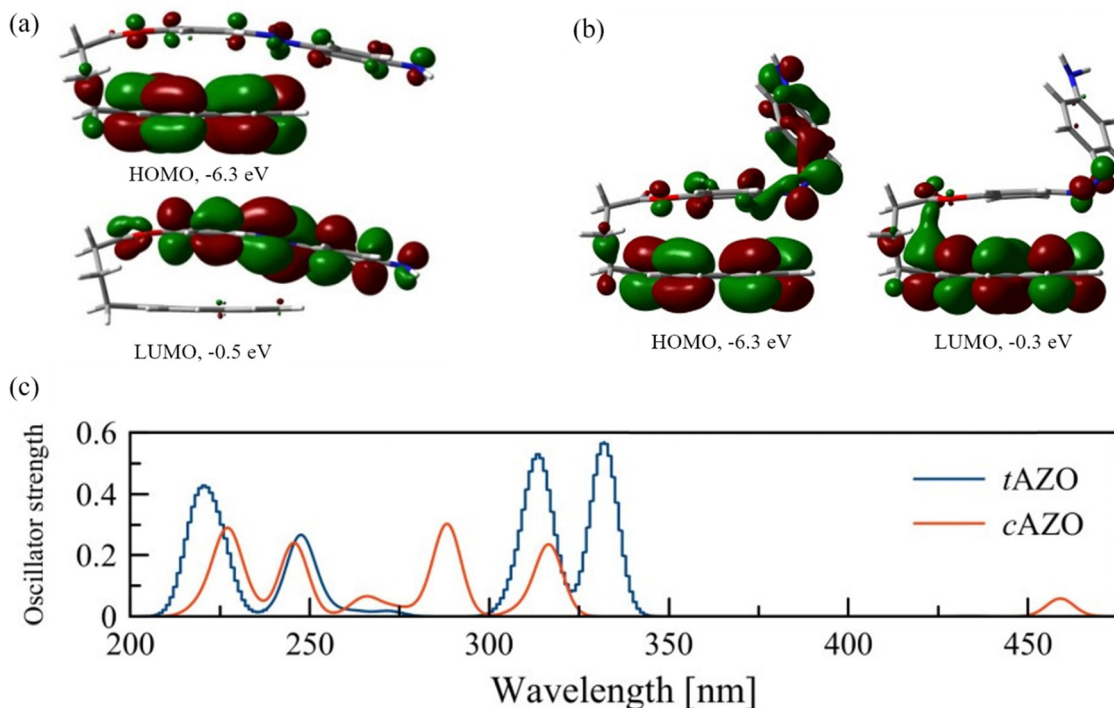 (a)
HOMO, -6.3 eV
LUMO, -0.5 eV
(b)
HOMO, -6.3 eV
LUMO, -0.3 eV
(c)
Oscillator strength
0.6
0.4
0.2
0
tAZO
cAZO
200 250 300 350 400 450
Wavelength [nm]